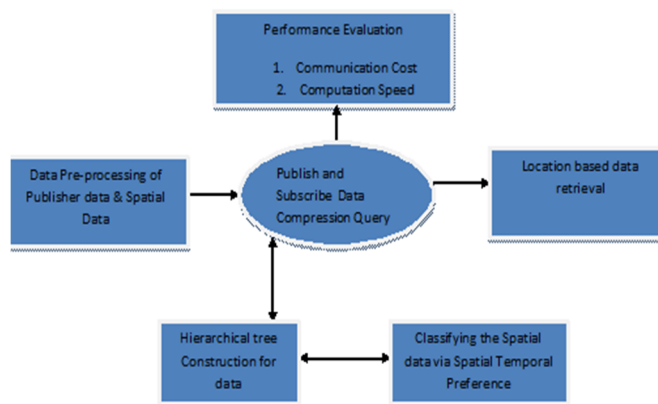 Performance Evaluation
1. Communication Cost
2. Computation Speed
Data Pre-processing of
Publisher data & Spatial
Data
Publish and
Subscribe Data
Compression Query
Location based data
retrieval
Hierarchical tree
Construction for
data
Classifying the Spatial
data via Spatial Temporal
Preference